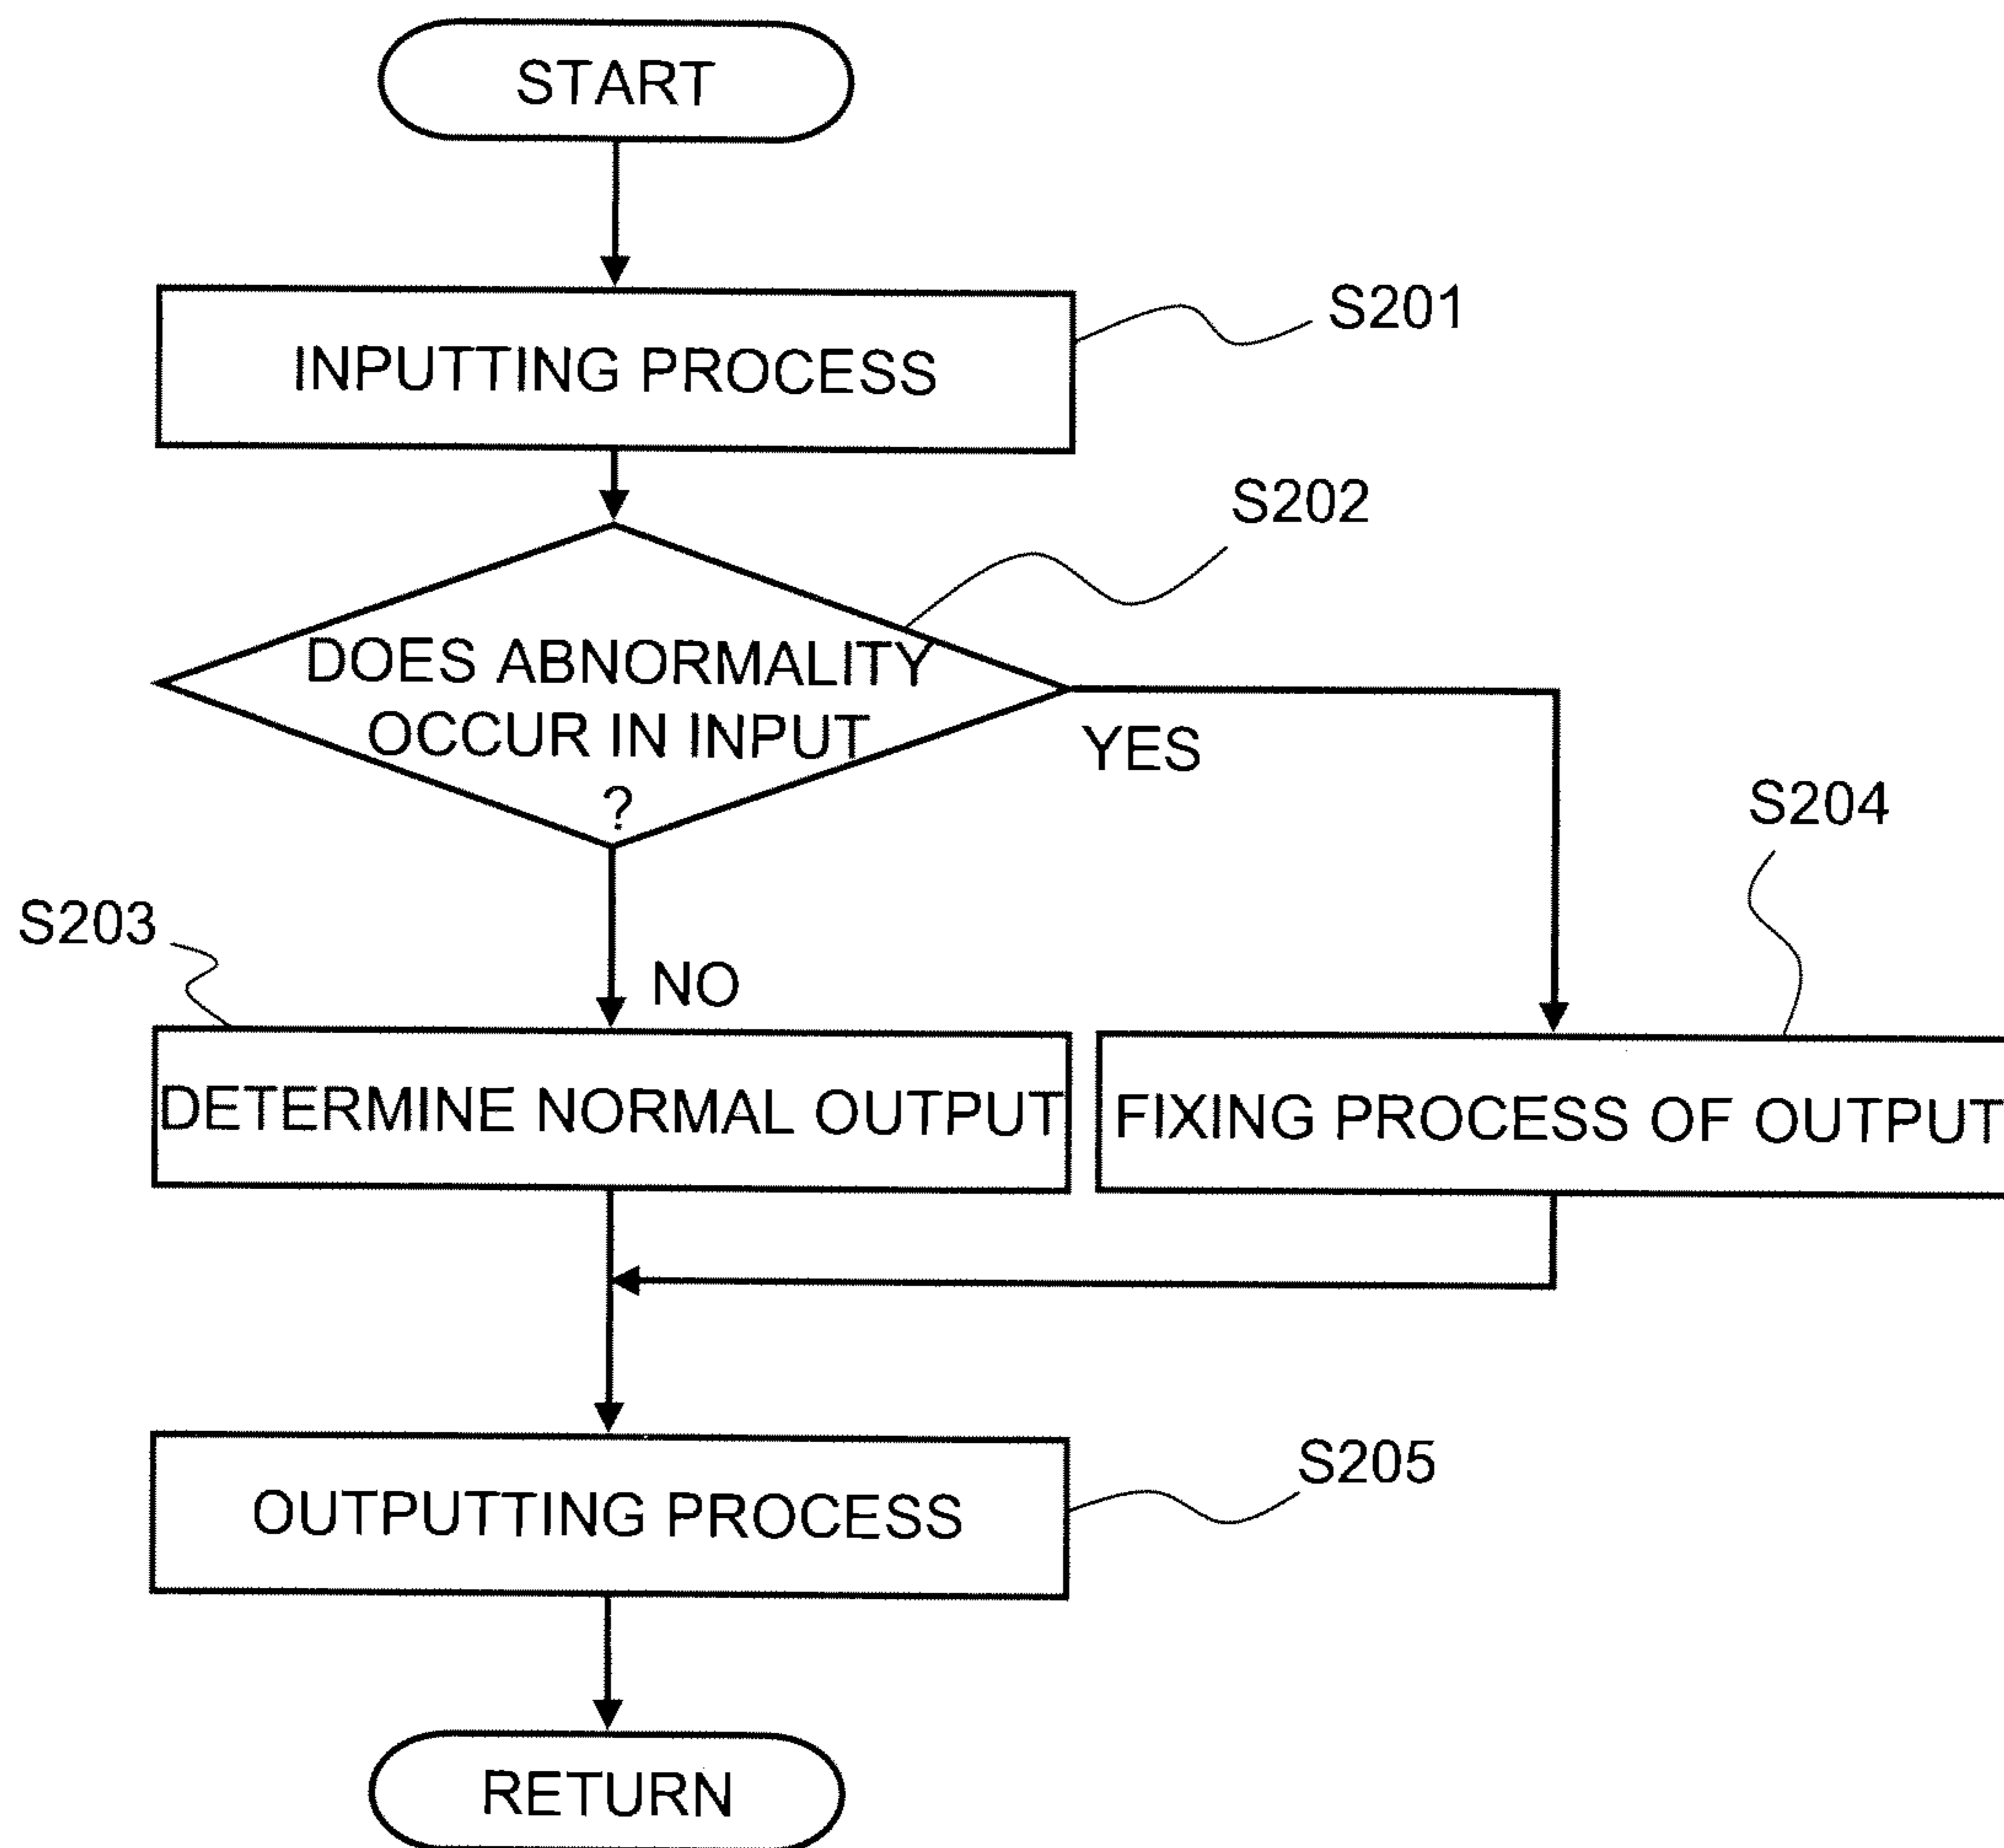 START
INPUTTING PROCESS
S201
S202
DOES ABNORMALITY
OCCUR IN INPUT
?
YES
S204
S203
NO
DETERMINE NORMAL OUTPUT
FIXING PROCESS OF OUTPUT
OUTPUTTING PROCESS
S205
RETURN